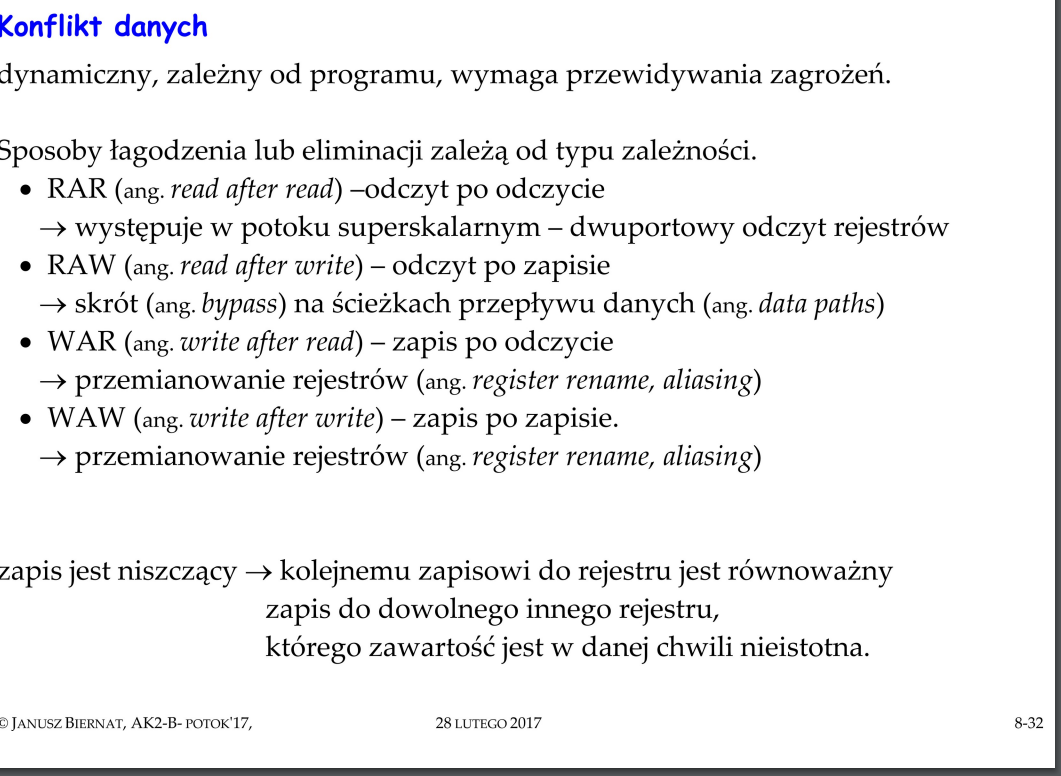 Konflikt danych
dynamiczny, zależny od programu, wymaga przewidywania zagrożeń.
Sposoby łagodzenia lub eliminacji zależą od typu zależności.
• RAR (ang. read after read) –odczyt po odczycie
→ występuje w potoku superskalarnym – dwuportowy odczyt rejestrów
• RAW (ang. read after write) – odczyt po zapisie
→ skrót (ang. bypass) na ścieżkach przepływu danych (ang. data paths)
• WAR (ang. write after read) – zapis po odczycie
→ przemianowanie rejestrów (ang. register rename, aliasing)
• WAW (ang. write after write) – zapis po zapisie.
→ przemianowanie rejestrów (ang. register rename, aliasing)
zapis jest niszczący → kolejnemu zapisowi do rejestru jest równoważny
zapis do dowolnego innego rejestru,
którego zawartość jest w danej chwili nieistotna.
© JANUSZ BIERNAT, AK2-B- POTOK'17, 28 LUTEGO 2017 8-32